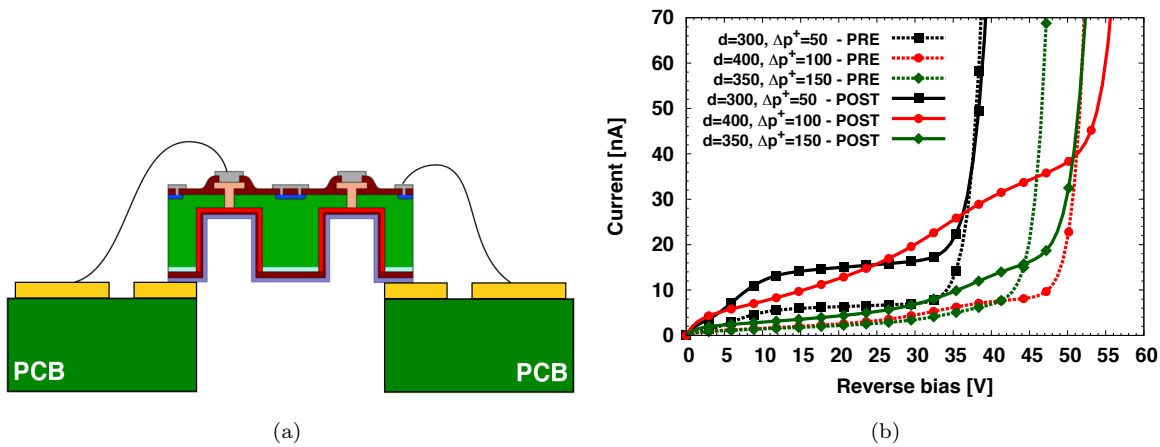 PCB
PCB
(a)
Current [nA]
70
60
50
40
30
20
10
0
d=300, Δp⁺=50 - PRE
d=400, Δp⁺=100 - PRE
d=350, Δp⁺=150 - PRE
d=300, Δp⁺=50 - POST
d=400, Δp⁺=100 - POST
d=350, Δp⁺=150 - POST
0 5 10 15 20 25 30 35 40 45 50 55 60
Reverse bias [V]
(b)